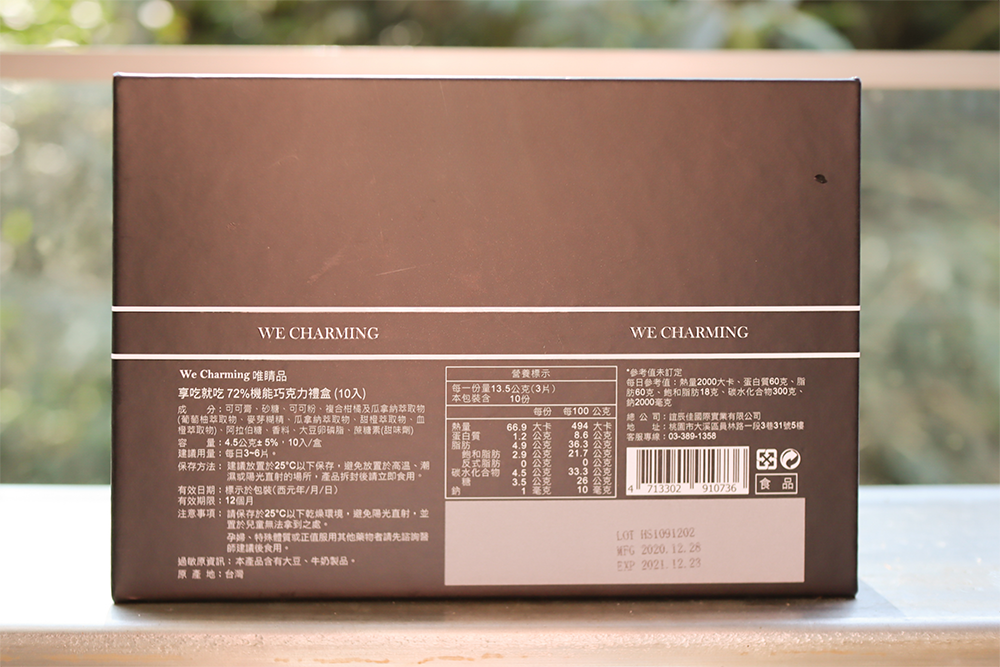 WE CHARMING
WE CHARMING
We Charming 唯睛品
享吃就吃 72%機能巧克力禮盒 (10入)
成 分：可可膏、砂糖、可可粉、複合柑橘及瓜拿納萃取物
(葡萄柚萃取物、麥芽糊精、瓜拿納萃取物、甜橙萃取物、血
橙萃取物)、阿拉伯糖、香料、大豆卵磷脂、蔗糖素(甜味劑)
容 量：4.5公克± 5%，10入/盒
建議用量：每日3~6片。
保存方法：建議放置於25°C以下保存，避免放置於高溫、潮
濕或陽光直射的場所，產品拆封後請立即食用。
有效日期：標示於包裝(西元年/月/日)
有效期限：12個月
注意事項：請保存於25°C以下乾燥環境，避免陽光直射，並
置於兒童無法拿到之處。
孕婦、特殊體質或正值服用其他藥物者請先諮詢醫
師建議後食用。
過敏原資訊：本產品含有大豆、牛奶製品。
原 產 地：台灣
營養標示
每一份量13.5公克(3片)
本包裝含 10份
每份 每100 公克
熱量 66.9 大卡 494 大卡
蛋白質 1.2 公克 8.6 公克
脂肪 4.9 公克 36.3 公克
飽和脂肪 2.9 公克 21.7 公克
反式脂肪 0 公克 0 公克
碳水化合物 4.5 公克 33.3 公克
糖 3.5 公克 26 公克
鈉 1 毫克 10 毫克
*參考值未訂定
每日參考值：熱量2000大卡、蛋白質60克、脂
肪60克、飽和脂肪18克、碳水化合物300克、
鈉2000毫克
總 公 司：誼辰佳國際實業有限公司
地 址：桃園市大溪區員林路一段3巷31號5樓
客服專線：03-389-1358
4 713302 910736
食 品
LOT HS1091202
MFG 2020.12.28
EXP 2021.12.23